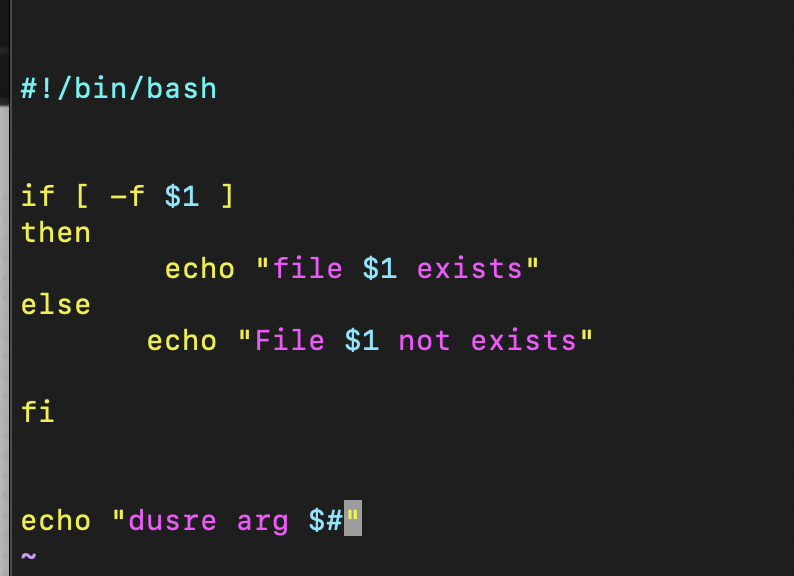 #!/bin/bash
if [ -f $1 ]
then
echo "file $1 exists"
else
echo "File $1 not exists"
fi
echo "dusre arg $#"
~